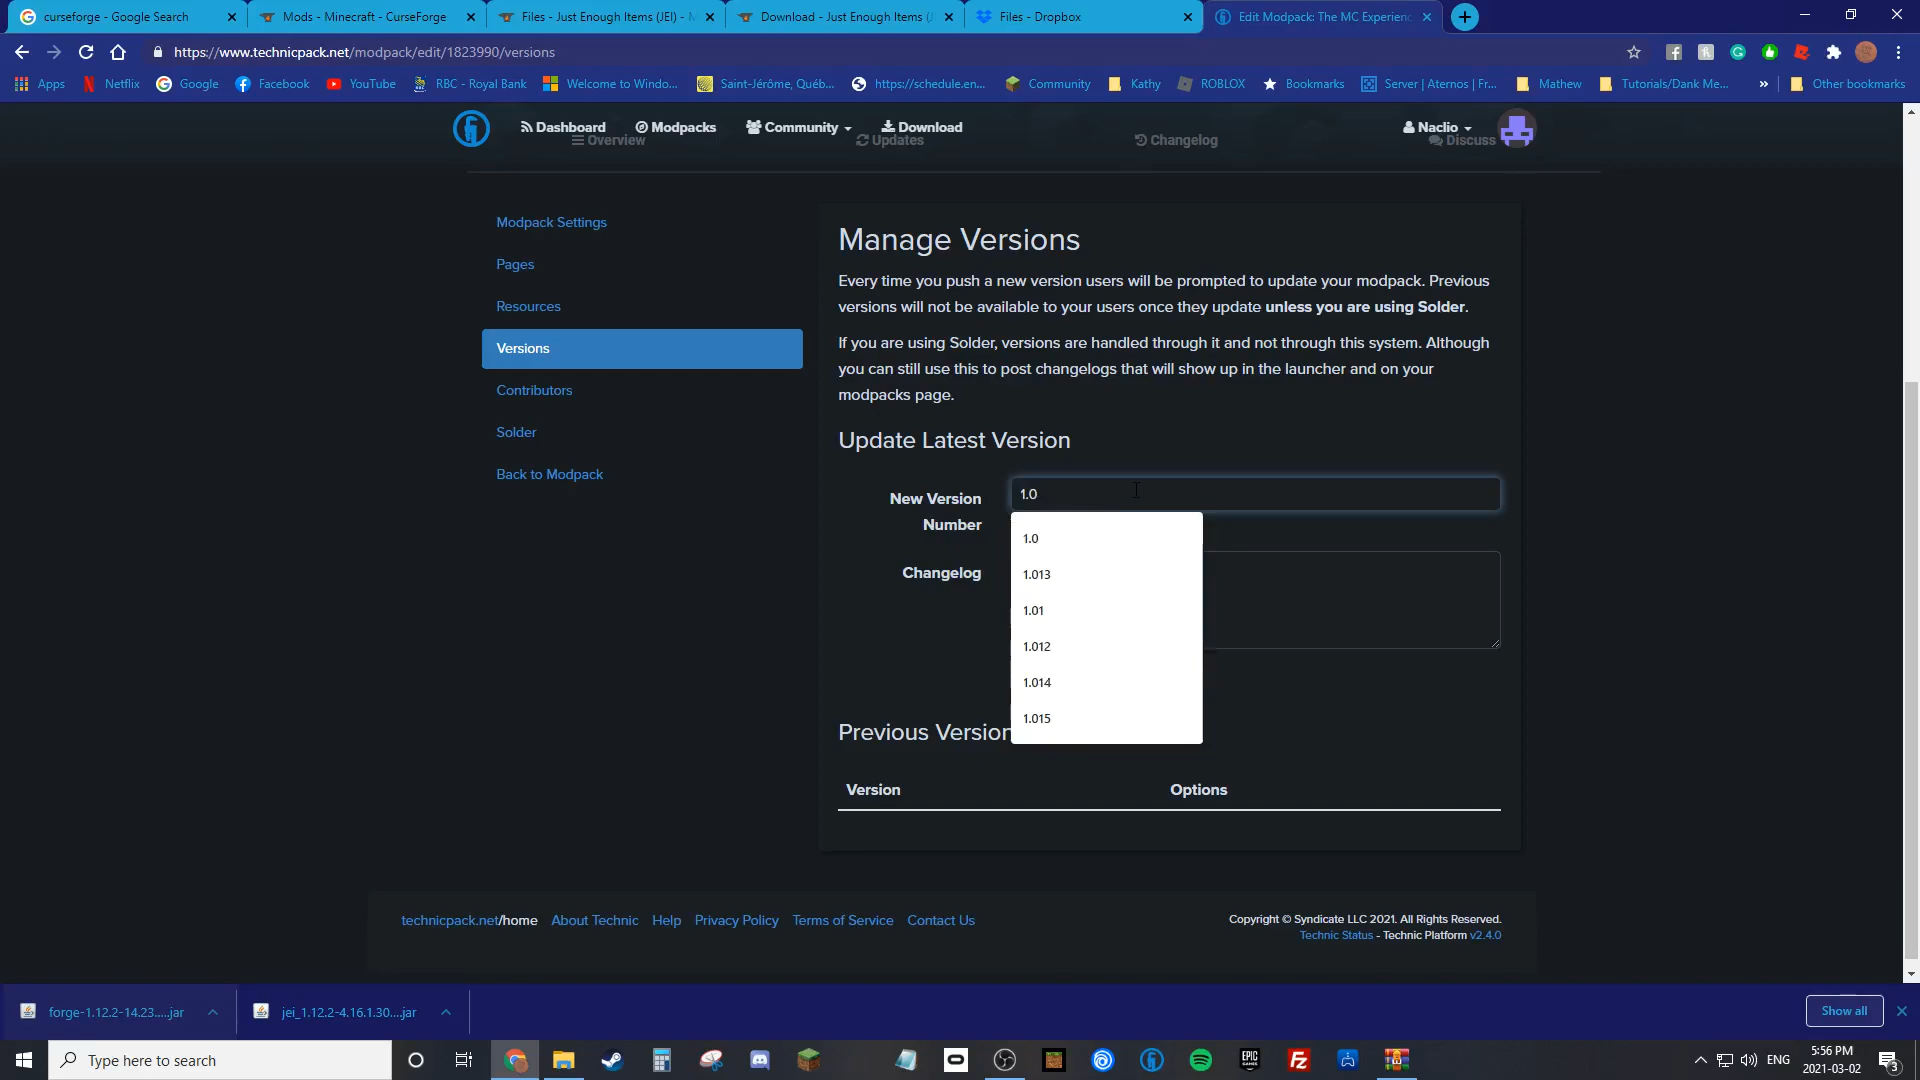 curseforge - Google Search
Mods - Minecraft - CurseForge
Files - Just Enough Items (JEI) -
Download - Just Enough Items (
Files - Dropbox
Edit Modpack: The MC Experien
https://www.technicpack.net/modpack/edit/1823990/versions
Apps
Netflix
Google
Facebook
YouTube
RBC - Royal Bank
Welcome to Windo...
Saint-Jérôme, Québ...
https://schedule.en...
Community
Kathy
ROBLOX
Bookmarks
Server | Aternos | Fr...
Mathew
Tutorials/Dank Me...
»
Other bookmarks
Dashboard
Modpacks
Community
Download
Naclio
Overview
Updates
Changelog
Discuss
Modpack Settings
Pages
Resources
Versions
Contributors
Solder
Back to Modpack
Manage Versions
Every time you push a new version users will be prompted to update your modpack. Previous
versions will not be available to your users once they update unless you are using Solder.
If you are using Solder, versions are handled through it and not through this system. Although
you can still use this to post changelogs that will show up in the launcher and on your
modpacks page.
Update Latest Version
New Version
Number
1.0
1.0
1.013
1.01
1.012
1.014
1.015
Changelog
Previous Version
Version
Options
technicpack.net/home
About Technic
Help
Privacy Policy
Terms of Service
Contact Us
Copyright © Syndicate LLC 2021. All Rights Reserved.
Technic Status - Technic Platform v2.4.0
forge-1.12.2-14.23.....jar
jei_1.12.2-4.16.1.30....jar
Show all
Type here to search
EPIC
GAMES
ENG
5:56 PM
2021-03-02
3